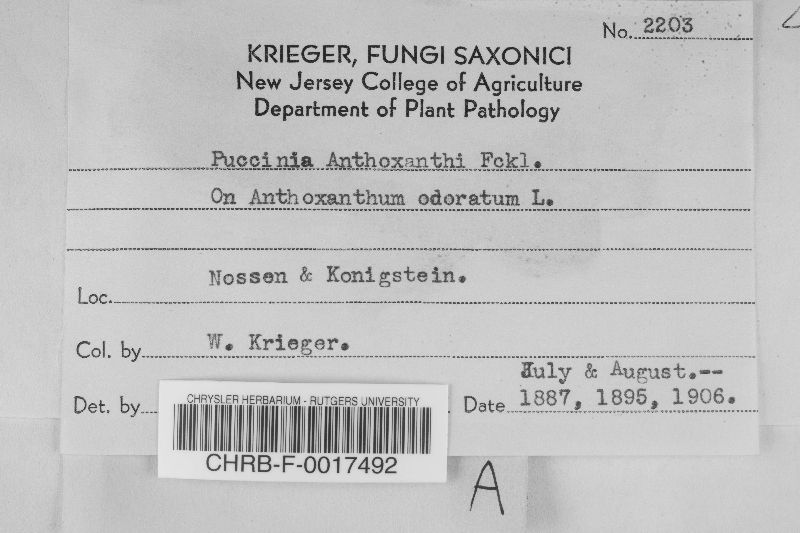 No. 2203
KRIEGER, FUNGI SAXONICI
New Jersey College of Agriculture
Department of Plant Pathology
Puccinia Anthoxanthi Fckl.
On Anthoxanthum odoratum L.
Nossen & Konigstein.
Loc.
Col. by W. Krieger.
July & August.--
Det. by
Date 1887, 1895, 1906.
CHRYSLER HERBARIUM - RUTGERS UNIVERSITY
CHRB-F-0017492
A